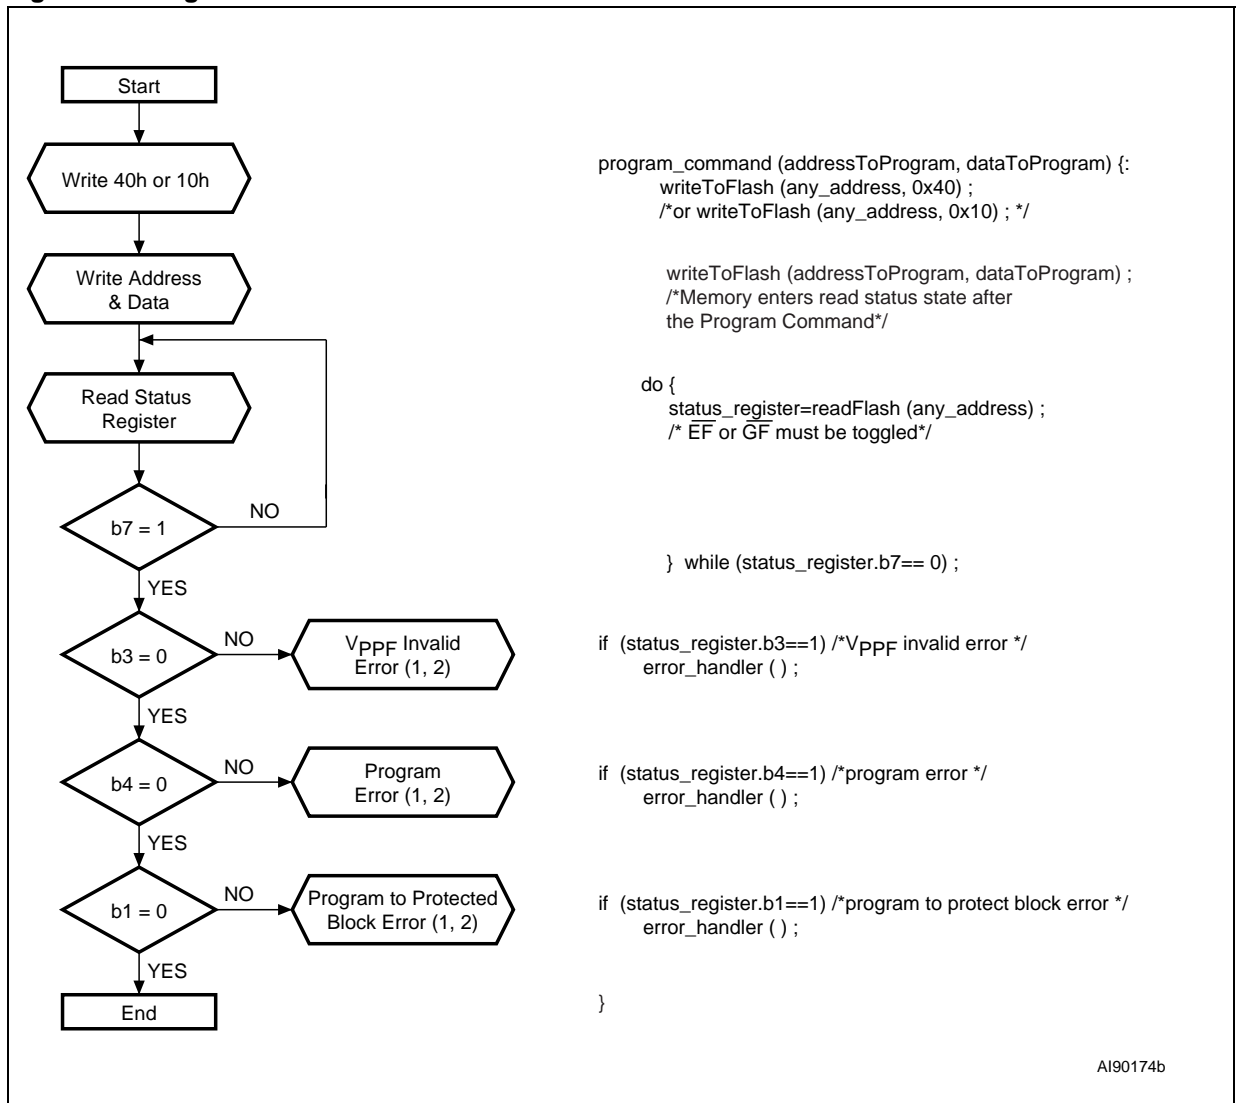 Start
Write 40h or 10h
Write Address
& Data
Read Status
Register
b7 = 1
NO
YES
b3 = 0
NO
VPPF Invalid
Error (1, 2)
YES
b4 = 0
NO
Program
Error (1, 2)
YES
b1 = 0
NO
Program to Protected
Block Error (1, 2)
YES
End
program_command (addressToProgram, dataToProgram) {:
writeToFlash (any_address, 0x40) ;
/*or writeToFlash (any_address, 0x10) ; */
writeToFlash (addressToProgram, dataToProgram) ;
/*Memory enters read status state after
the Program Command*/
do {
status_register=readFlash (any_address) ;
/* EF or GF must be toggled*/
} while (status_register.b7== 0) ;
if (status_register.b3==1) /*VPPF invalid error */
error_handler ( ) ;
if (status_register.b4==1) /*program error */
error_handler ( ) ;
if (status_register.b1==1) /*program to protect block error */
error_handler ( ) ;
}
AI90174b